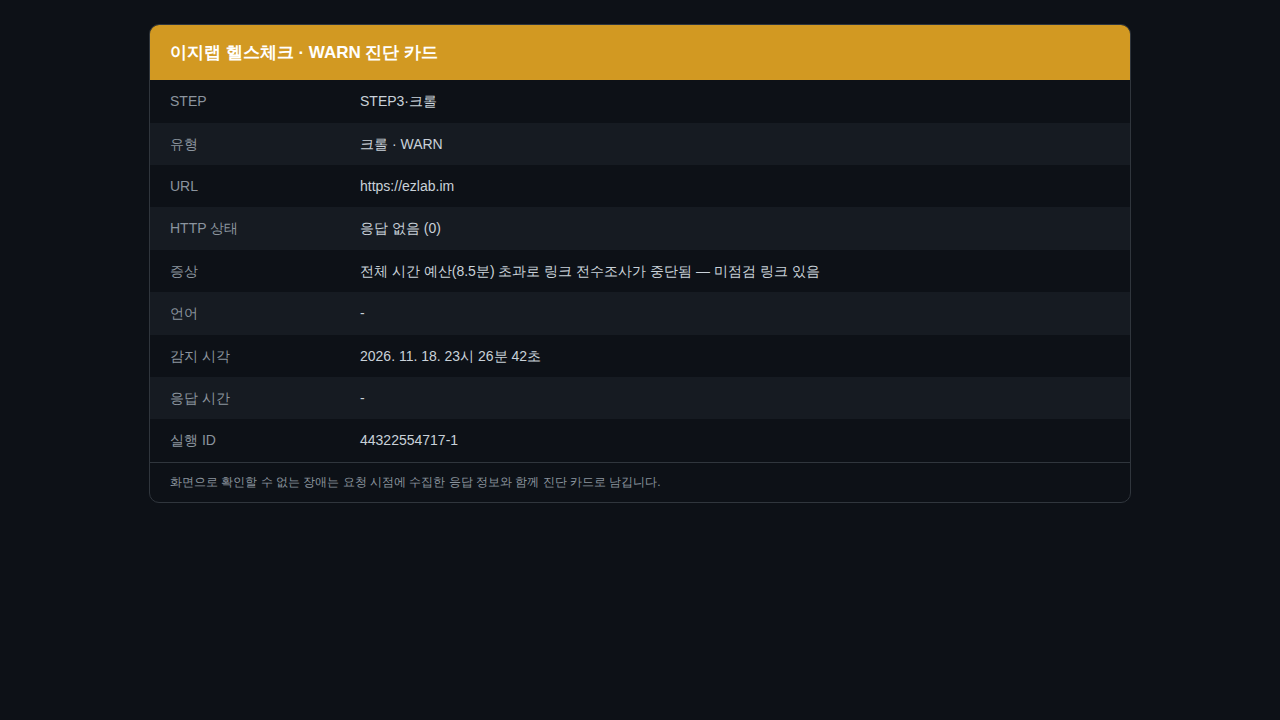 이지랩 헬스체크 · WARN 진단 카드
STEP STEP3·크롤
유형 크롤 · WARN
URL https://ezlab.im
HTTP 상태 응답 없음 (0)
증상 전체 시간 예산(8.5분) 초과로 링크 전수조사가 중단됨 — 미점검 링크 있음
언어 -
감지 시각 2026. 11. 18. 23시 26분 42초
응답 시간 -
실행 ID 44322554717-1
화면으로 확인할 수 없는 장애는 요청 시점에 수집한 응답 정보와 함께 진단 카드로 남깁니다.